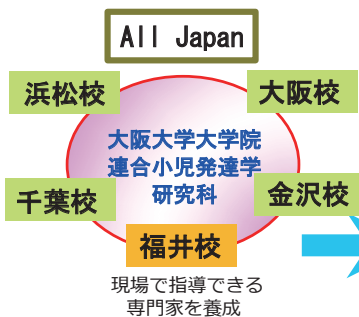 All Japan
浜松校
大阪校
大阪大学大学院
連合小児発達学
研究科
千葉校
金沢校
福井校
現場で指導できる
専門家を養成